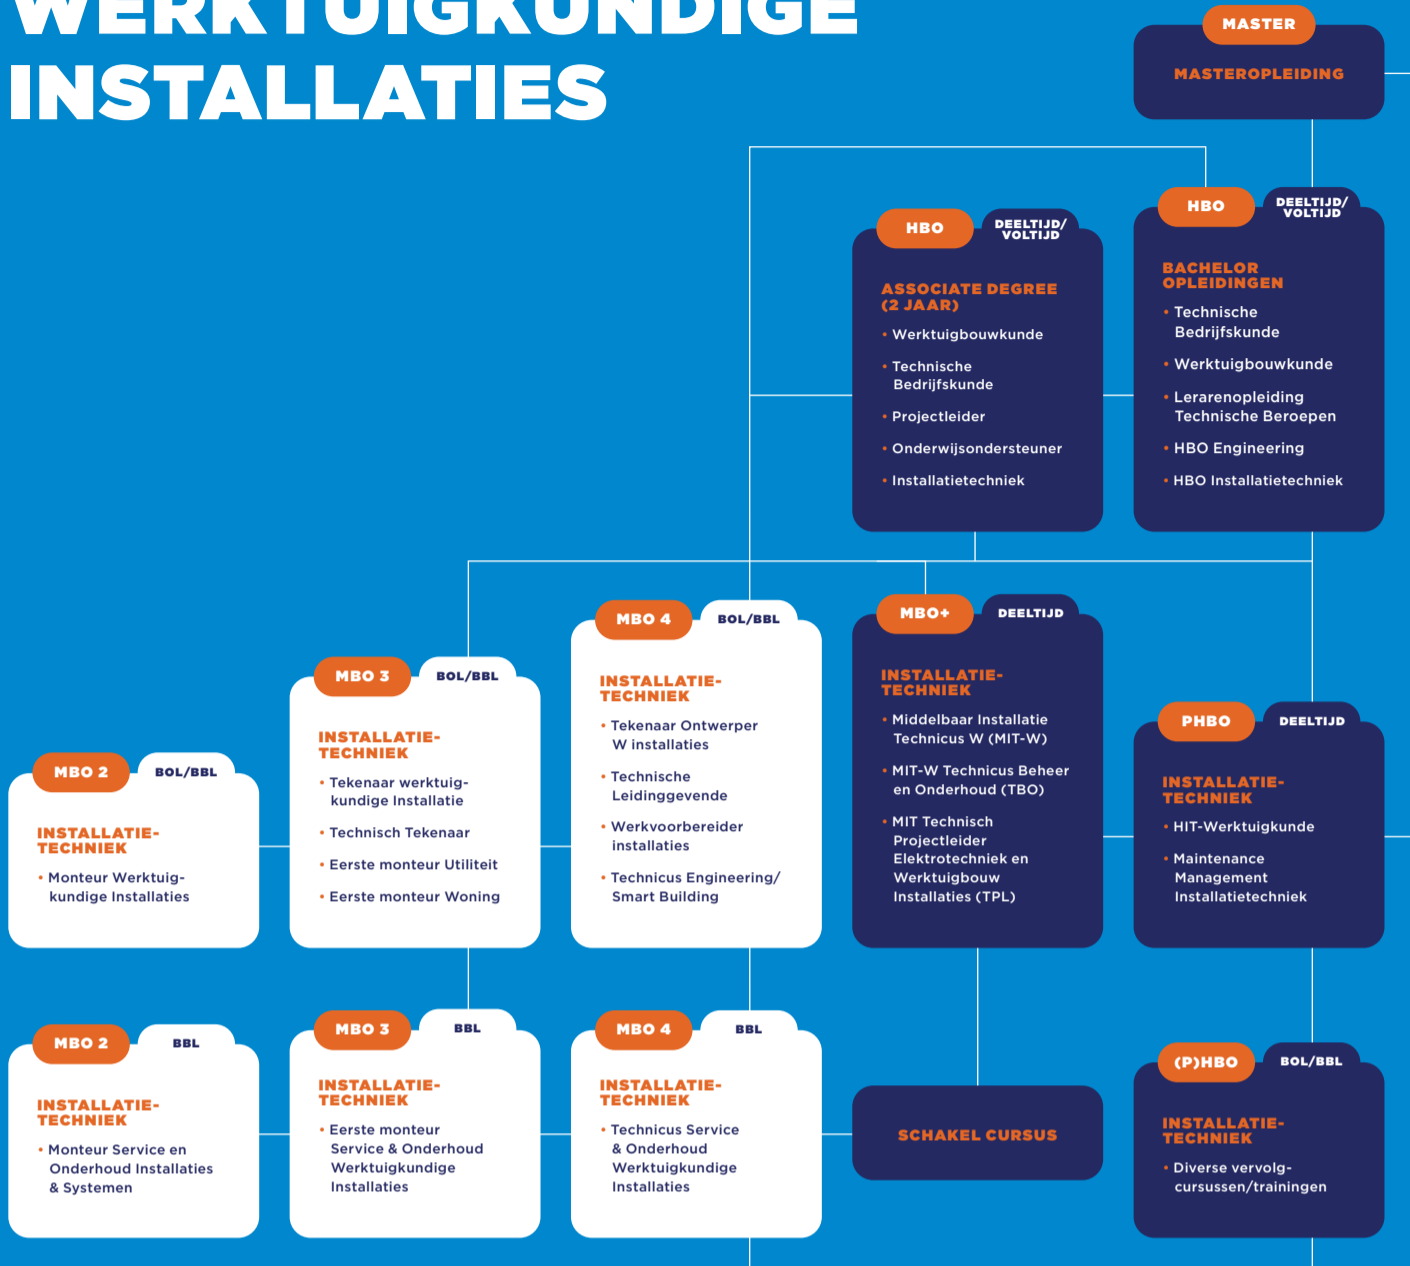 WERKTUIGKUNDIGE
INSTALLATIES
MASTER
MASTEROPLEIDING
HBO
DEELTIJD/
VOLTIJD
ASSOCIATE DEGREE
(2 JAAR)
• Werktuigbouwkunde
• Technische
Bedrijfskunde
• Projectleider
• Onderwijsondersteuner
• Installatietechniek
HBO
DEELTIJD/
VOLTIJD
BACHELOR
OPLEIDINGEN
• Technische
Bedrijfskunde
• Werktuigbouwkunde
• Lerarenopleiding
Technische Beroepen
• HBO Engineering
• HBO Installatietechniek
MBO 2
BOL/BBL
INSTALLATIE-
TECHNIEK
• Monteur Werktuig-
kundige Installaties
MBO 3
BOL/BBL
INSTALLATIE-
TECHNIEK
• Tekenaar werktuig-
kundige Installatie
• Technisch Tekenaar
• Eerste monteur Utiliteit
• Eerste monteur Woning
MBO 4
BOL/BBL
INSTALLATIE-
TECHNIEK
• Tekenaar Ontwerper
W installaties
• Technische
Leidinggevende
• Werkvoorbereider
installaties
• Technicus Engineering/
Smart Building
MBO+
DEELTIJD
INSTALLATIE-
TECHNIEK
• Middelbaar Installatie
Technicus W (MIT-W)
• MIT-W Technicus Beheer
en Onderhoud (TBO)
• MIT Technisch
Projectleider
Elektrotechniek en
Werktuigbouw
Installaties (TPL)
PHBO
DEELTIJD
INSTALLATIE-
TECHNIEK
• HIT-Werktuigkunde
• Maintenance
Management
Installatietechniek
MBO 2
BBL
INSTALLATIE-
TECHNIEK
• Monteur Service en
Onderhoud Installaties
& Systemen
MBO 3
BBL
INSTALLATIE-
TECHNIEK
• Eerste monteur
Service & Onderhoud
Werktuigkundige
Installaties
MBO 4
BBL
INSTALLATIE-
TECHNIEK
• Technicus Service
& Onderhoud
Werktuigkundige
Installaties
SCHAKEL CURSUS
(P)HBO
BOL/BBL
INSTALLATIE-
TECHNIEK
• Diverse vervolg-
cursussen/trainingen